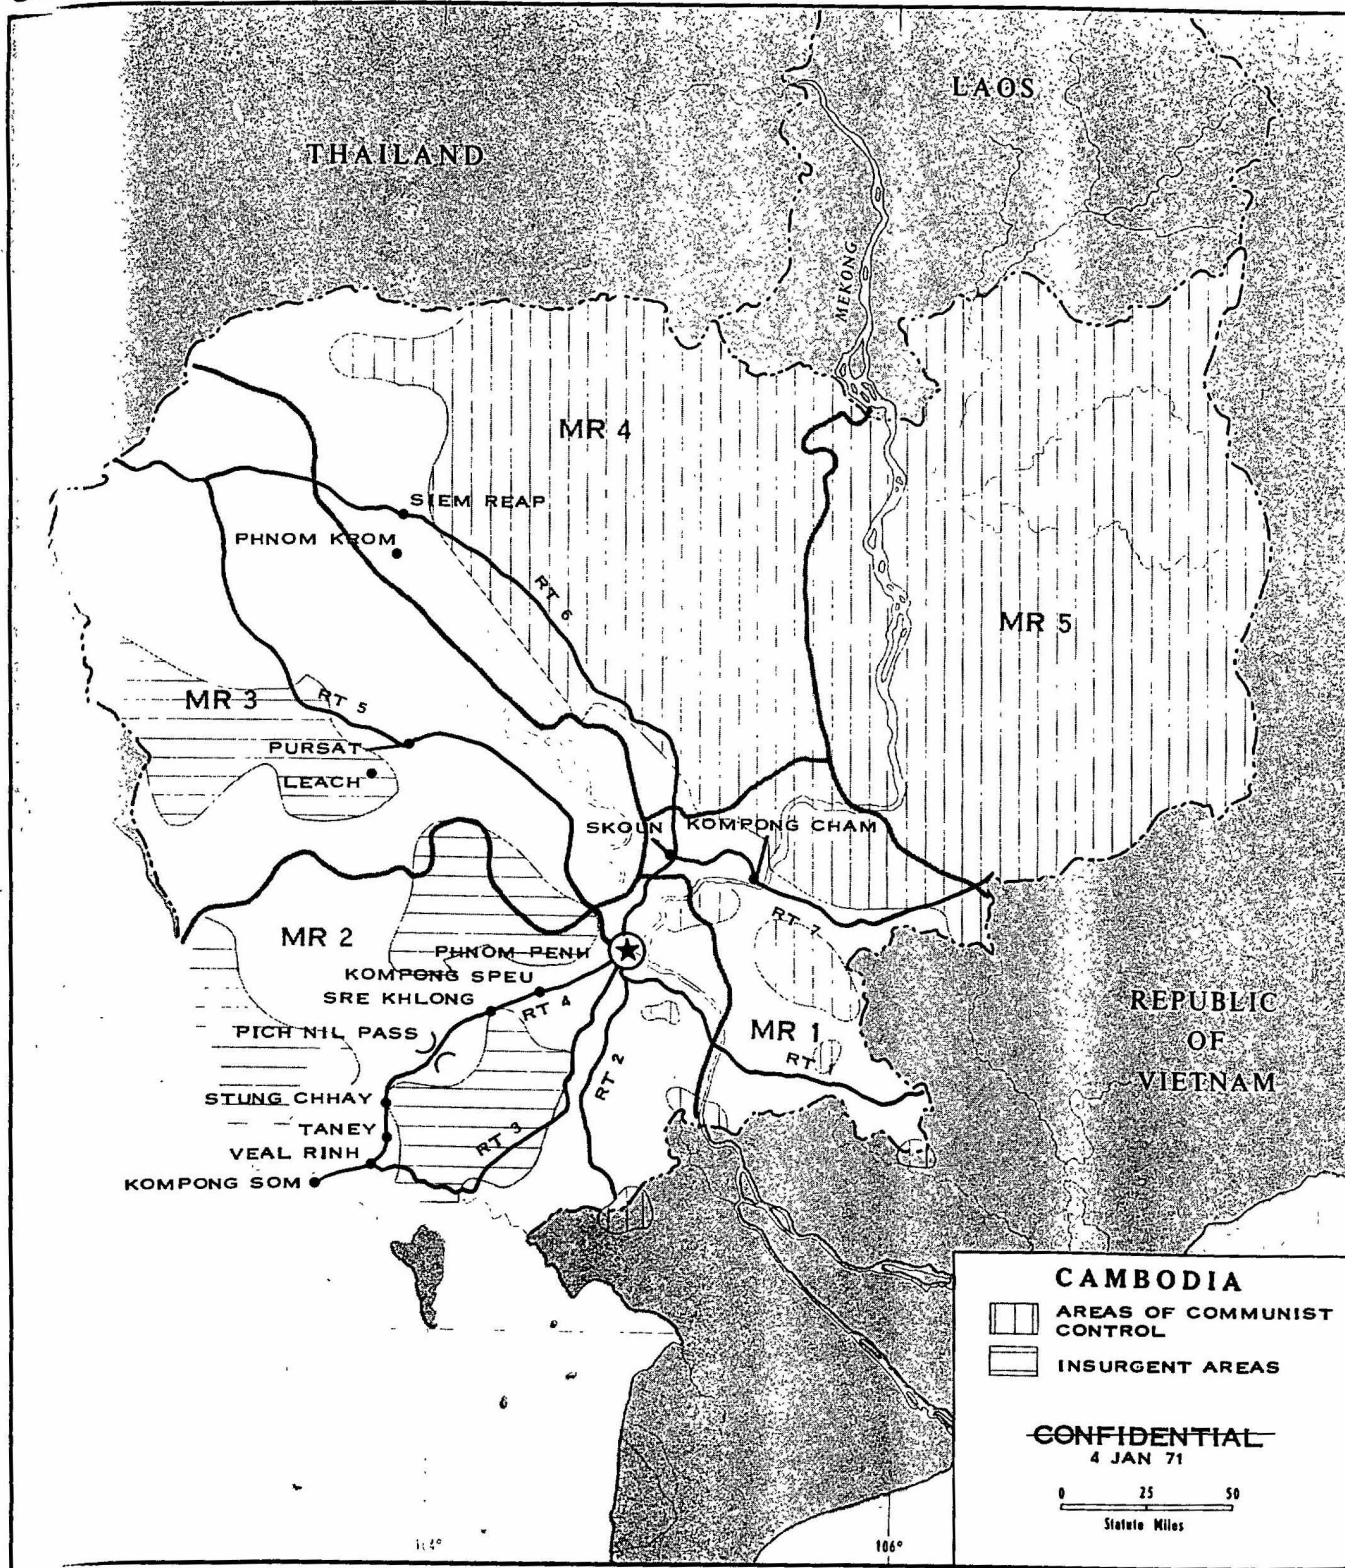 LAOS
THAILAND
MEKONG
MR 4
SIEM REAP
PHNOM KROM
RT 6
MR 5
MR 3
RT 5
PURSAT
LEACH
SKOUN
KOMPONG CHAM
RT 7
MR 2
PHNOM PENH
KOMPONG SPEU
SRE KHLONG
RT 4
PICH NIL PASS
MR 1
RT 1
RT 2
REPUBLIC
OF
VIETNAM
STUNG CHHAY
TANEY
VEAL RINH
RT 3
KOMPONG SOM
CAMBODIA
AREAS OF COMMUNIST
CONTROL
INSURGENT AREAS
CONFIDENTIAL
4 JAN 71
0 25 50
Statute Miles
106°